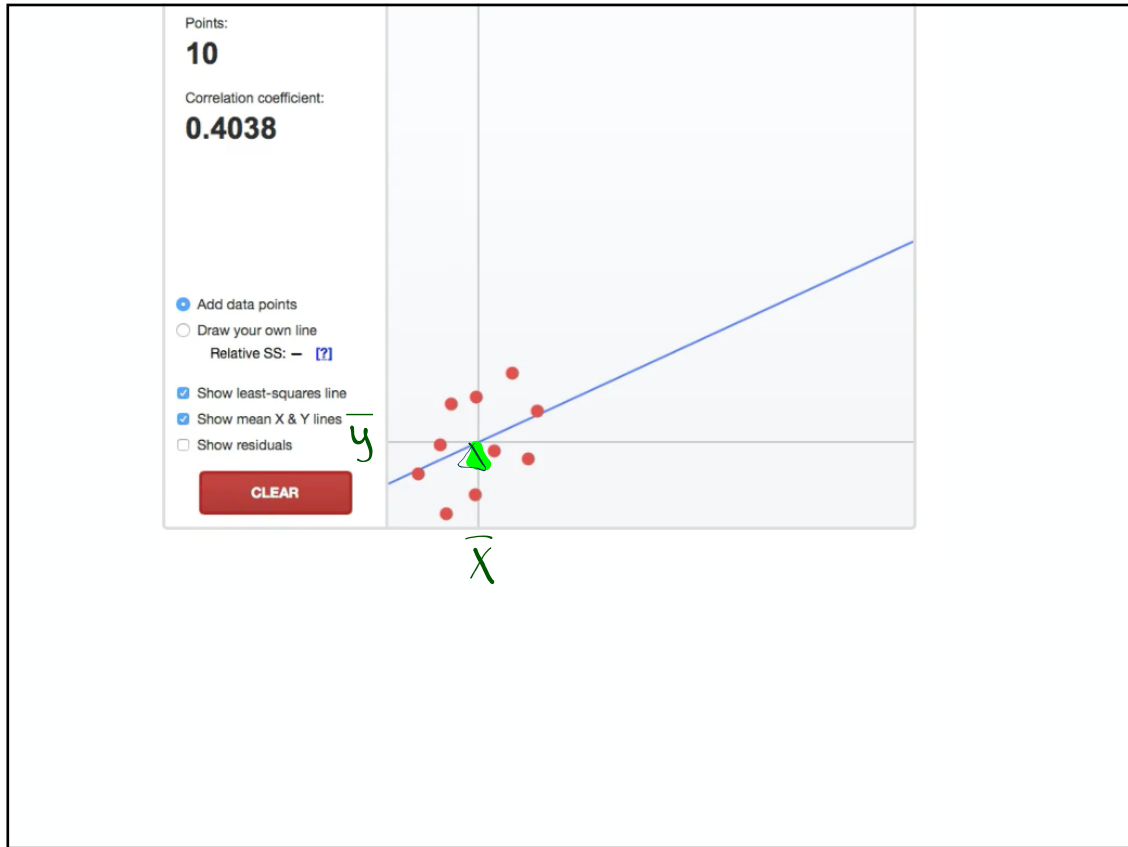 Points:
10
Correlation coefficient:
0.4038
Add data points
Draw your own line
Relative SS: – [?]
Show least-squares line
Show mean X & Y lines
y̅
Show residuals
CLEAR
x̅